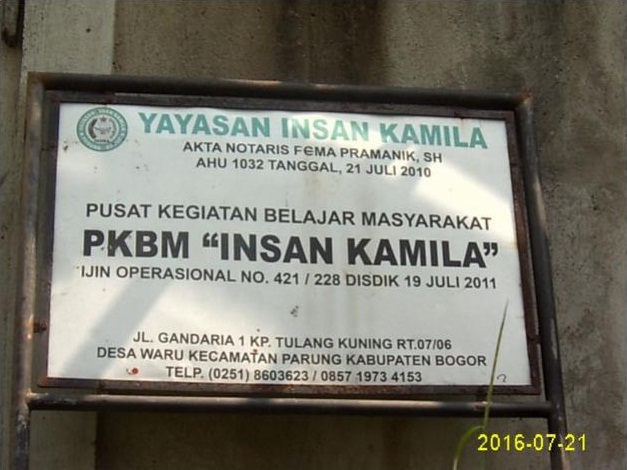 YAYASAN INSAN KAMILA
AKTA NOTARIS FEMA PRAMANIK, SH
AHU 1032 TANGGAL, 21 JULI 2010
PUSAT KEGIATAN BELAJAR MASYARAKAT
PKBM “INSAN KAMILA”
IJIN OPERASIONAL NO. 421 / 228 DISDIK 19 JULI 2011
JL. GANDARIA 1 KP. TULANG KUNING RT.07/06
DESA WARU KECAMATAN PARUNG KABUPATEN BOGOR
TELP. (0251) 8603623 / 0857 1973 4153
2016-07-21